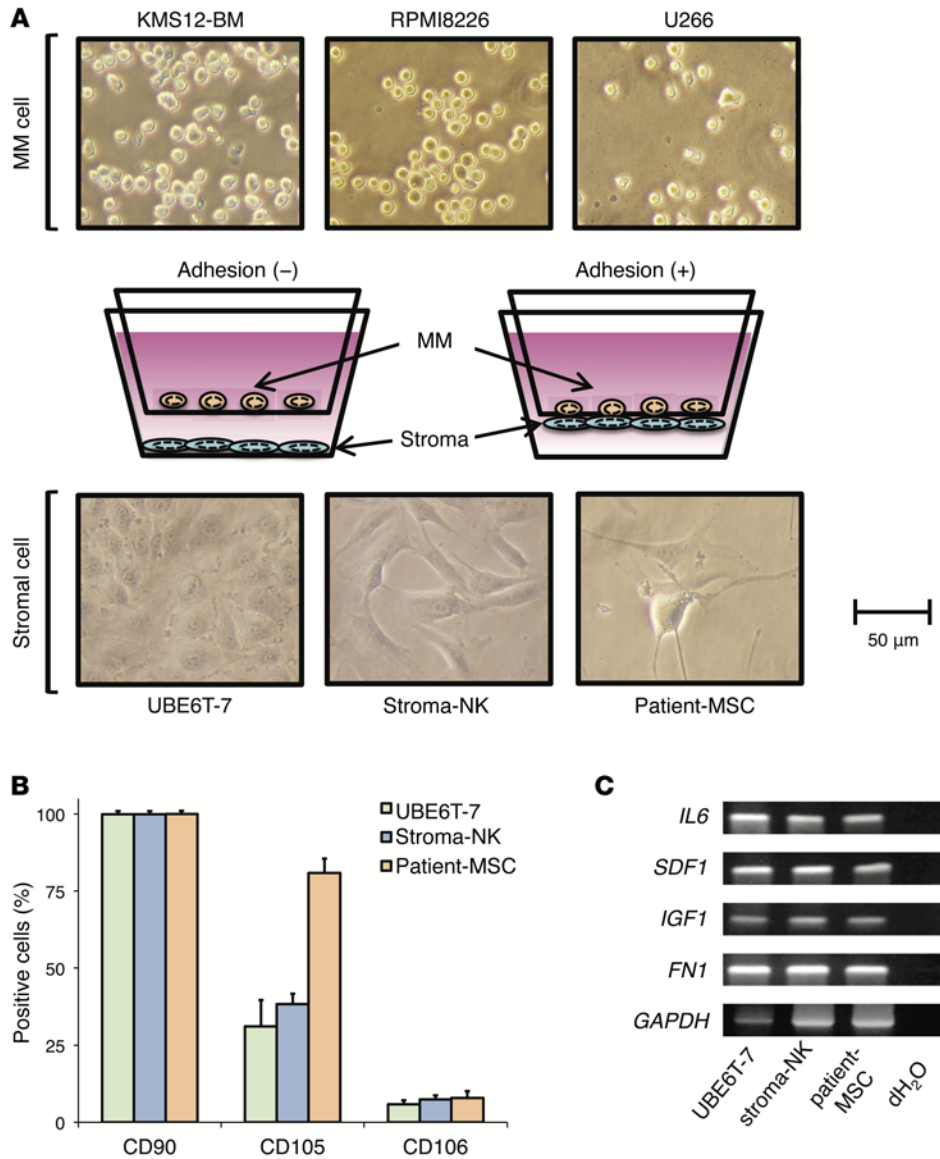 A
KMS12-BM
RPMI8226
U266
MM cell
Adhesion (–)
Adhesion (+)
MM
Stroma
Stromal cell
50 μm
UBE6T-7
Stroma-NK
Patient-MSC
B
Positive cells (%)
100
75
50
25
0
UBE6T-7
Stroma-NK
Patient-MSC
CD90
CD105
CD106
C
IL6
SDF1
IGF1
FN1
GAPDH
UBE6T-7
stroma-NK
patient-
MSC
dH₂O